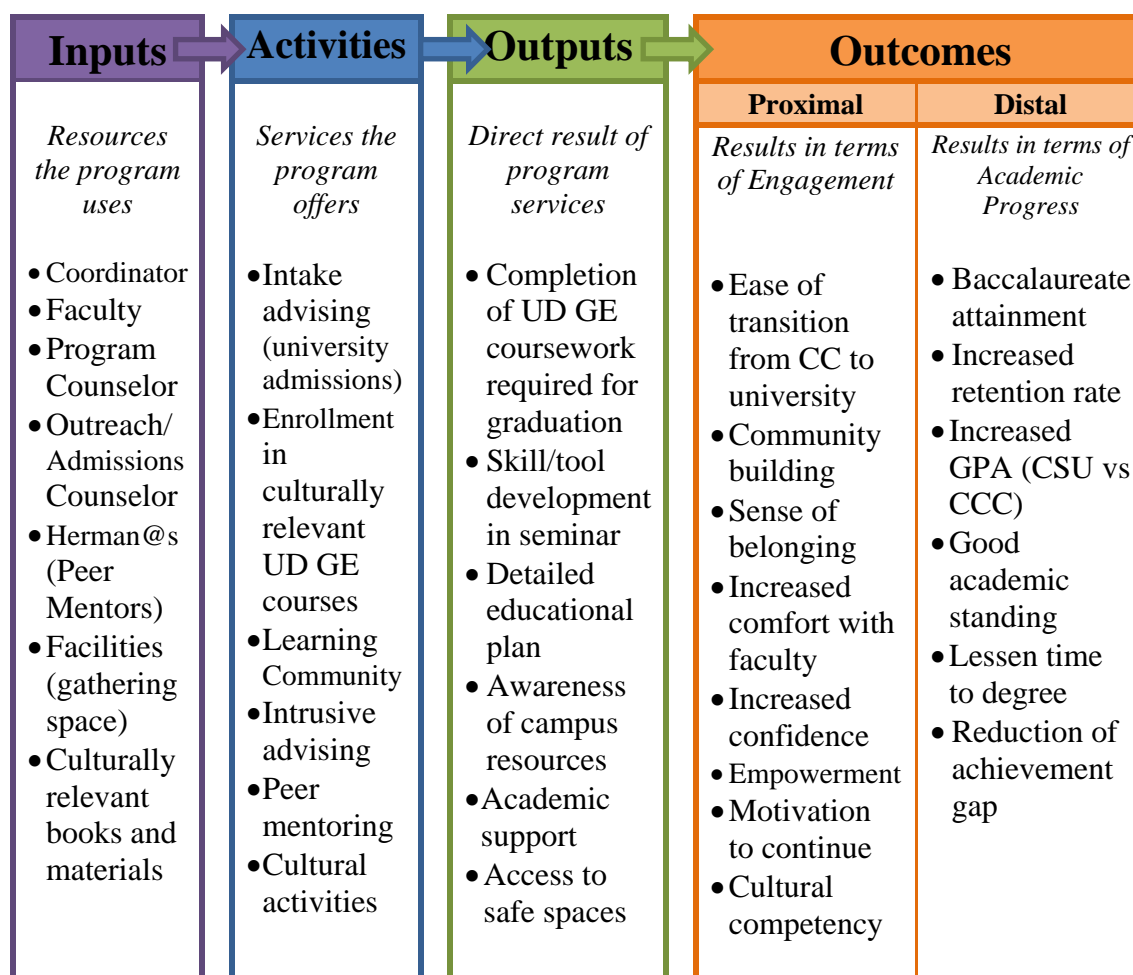 Inputs
Resources
the program
uses
• Coordinator
• Faculty
• Program
Counselor
• Outreach/
Admissions
Counselor
• Herman@s
(Peer
Mentors)
• Facilities
(gathering
space)
• Culturally
relevant
books and
materials
Activities
Services the
program
offers
• Intake
advising
(university
admissions)
• Enrollment
in
culturally
relevant
UD GE
courses
• Learning
Community
• Intrusive
advising
• Peer
mentoring
• Cultural
activities
Outputs
Direct result of
program
services
• Completion
of UD GE
coursework
required for
graduation
• Skill/tool
development
in seminar
• Detailed
educational
plan
• Awareness
of campus
resources
• Academic
support
• Access to
safe spaces
Outcomes
Proximal
Results in terms
of Engagement
• Ease of
transition
from CC to
university
• Community
building
• Sense of
belonging
• Increased
comfort with
faculty
• Increased
confidence
• Empowerment
• Motivation
to continue
• Cultural
competency
Distal
Results in terms of
Academic
Progress
• Baccalaureate
attainment
• Increased
retention rate
• Increased
GPA (CSU vs
CCC)
• Good
academic
standing
• Lessen time
to degree
• Reduction of
achievement
gap